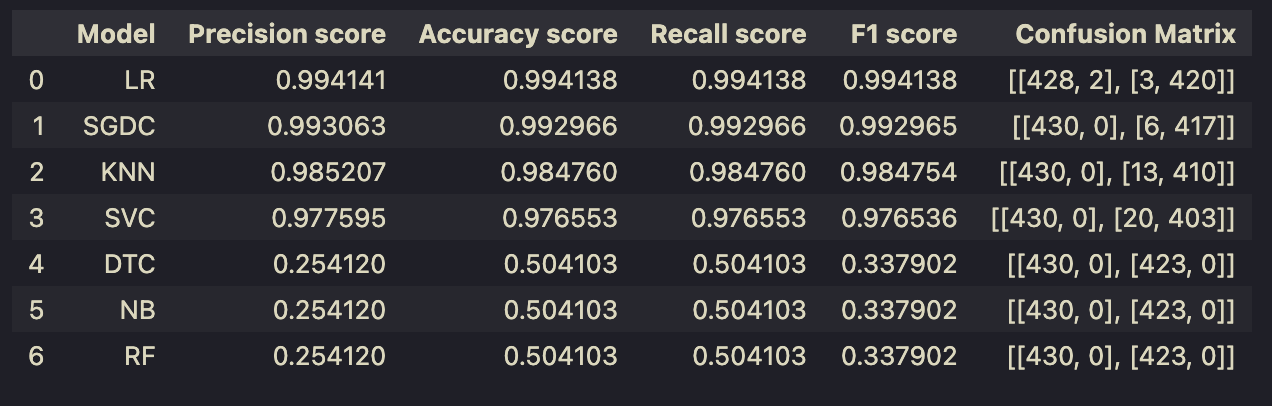 Model Precision score Accuracy score Recall score F1 score Confusion Matrix
0 LR 0.994141 0.994138 0.994138 0.994138 [[428, 2], [3, 420]]
1 SGDC 0.993063 0.992966 0.992966 0.992965 [[430, 0], [6, 417]]
2 KNN 0.985207 0.984760 0.984760 0.984754 [[430, 0], [13, 410]]
3 SVC 0.977595 0.976553 0.976553 0.976536 [[430, 0], [20, 403]]
4 DTC 0.254120 0.504103 0.504103 0.337902 [[430, 0], [423, 0]]
5 NB 0.254120 0.504103 0.504103 0.337902 [[430, 0], [423, 0]]
6 RF 0.254120 0.504103 0.504103 0.337902 [[430, 0], [423, 0]]